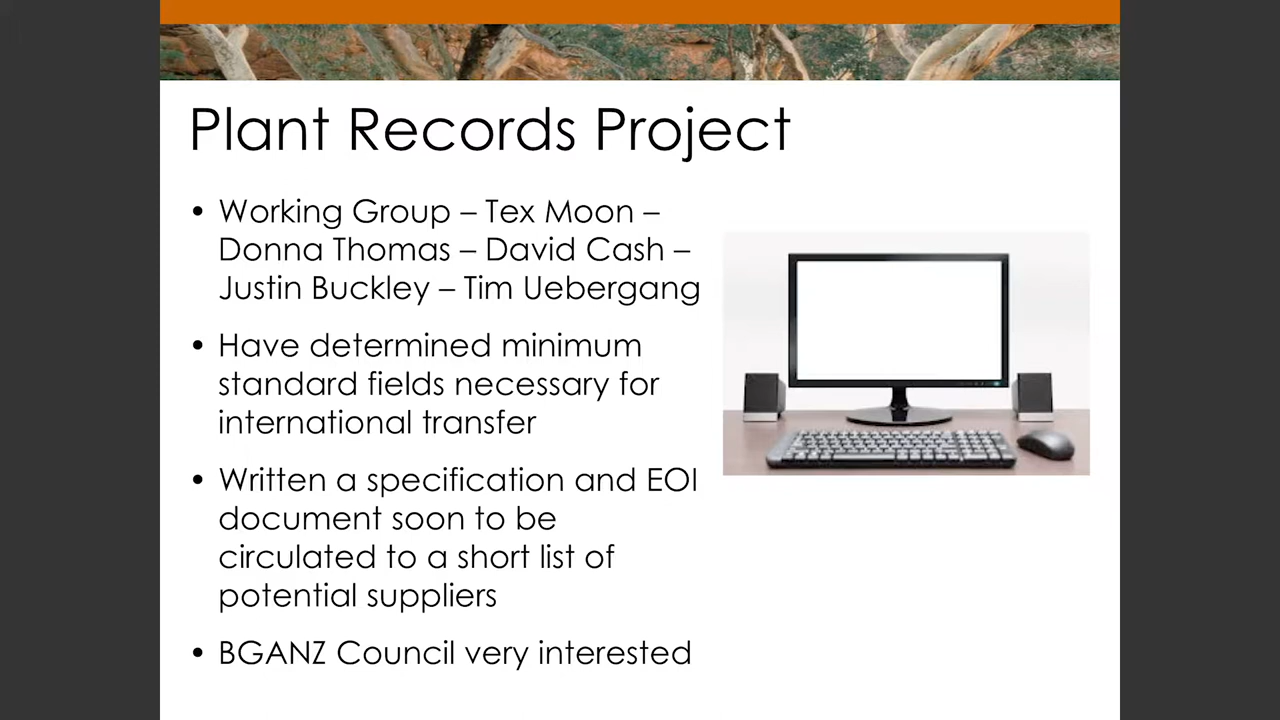 Plant Records Project
• Working Group – Tex Moon –
Donna Thomas – David Cash –
Justin Buckley – Tim Uebergang
• Have determined minimum
standard fields necessary for
international transfer
• Written a specification and EOI
document soon to be
circulated to a short list of
potential suppliers
• BGANZ Council very interested